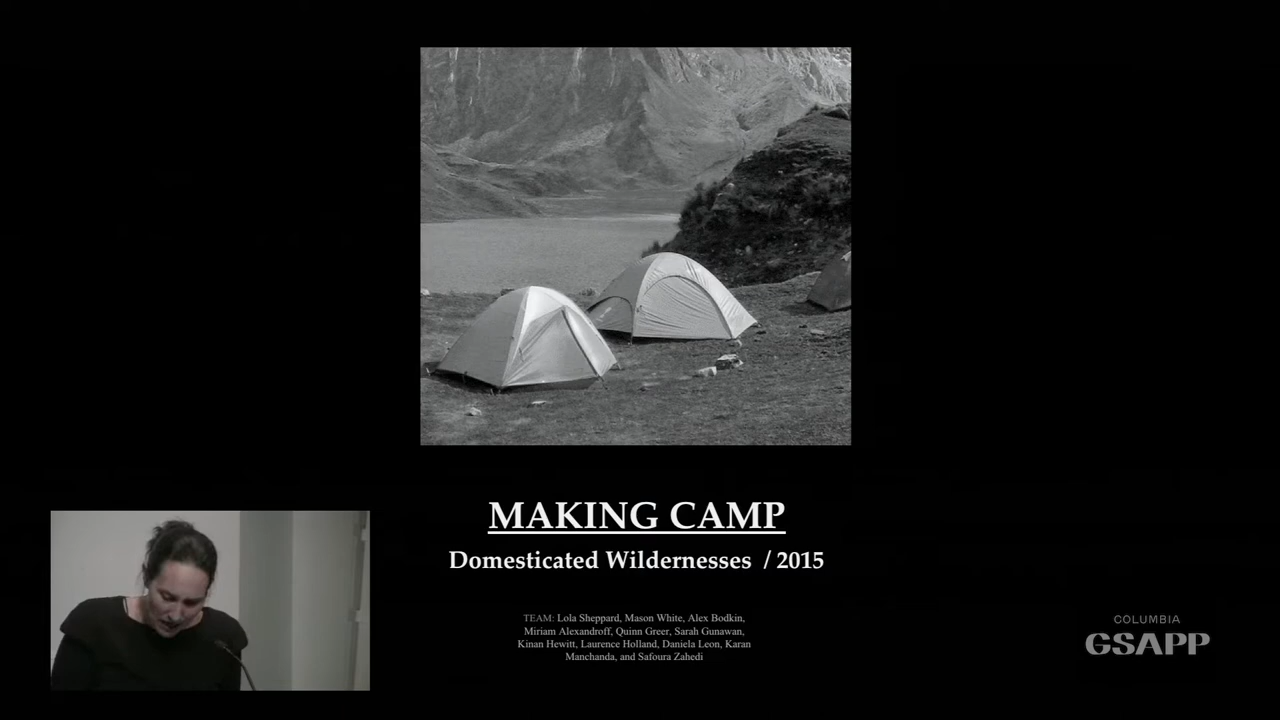 MAKING CAMP
Domesticated Wildernesses / 2015
TEAM: Lola Sheppard, Mason White, Alex Bodkin,
Miriam Alexandroff, Quinn Greer, Sarah Gunawan,
Kinan Hewitt, Laurence Holland, Daniela Leon, Karan
Manchanda, and Safoura Zahedi
COLUMBIA
GSAPP